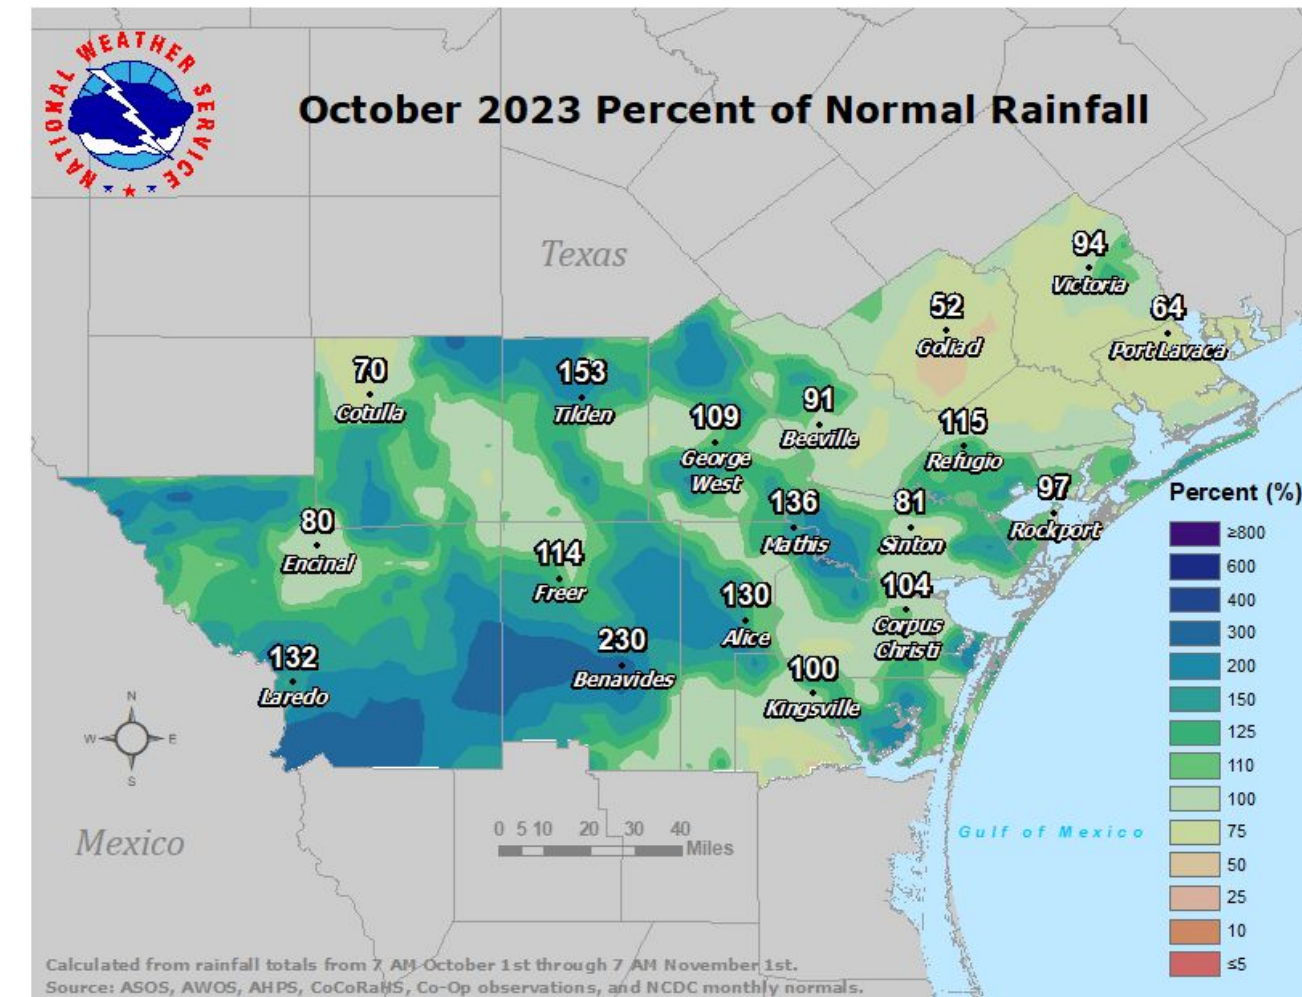 NATIONAL WEATHER SERVICE
October 2023 Percent of Normal Rainfall
Texas
94
Victoria
52
Goliad
64
Port Lavaca
70
Cotulla
153
Tilden
109
George
West
91
Beeville
115
Refugio
80
Encinal
136
Mathis
81
Sinton
97
Rockport
114
Freer
130
Alice
104
Corpus
Christi
132
Laredo
230
Benavides
100
Kingsville
Percent (%)
≥800
600
400
300
200
150
125
110
100
75
50
25
10
≤5
N
W E
S
Mexico
0 5 10 20 30 40
Miles
Gulf of Mexico
Calculated from rainfall totals from 7 AM October 1st through 7 AM November 1st.
Source: ASOS, AWOS, AHPS, CoCoRaHS, Co-Op observations, and NCDC monthly normals.